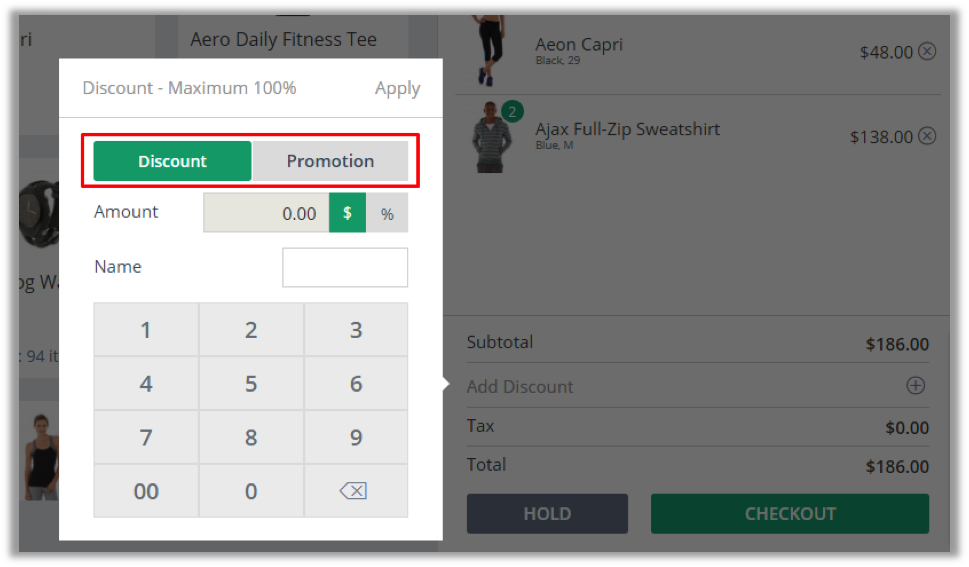 ri
Aero Daily Fitness Tee
Aeon Capri
Black, 29
$48.00
2
Ajax Full-Zip Sweatshirt
Blue, M
$138.00
Discount - Maximum 100%
Apply
Discount
Promotion
Amount
0.00
$
%
Name
1 2 3
4 5 6
7 8 9
00 0
og Wa
: 94 it
Subtotal
$186.00
Add Discount
Tax
$0.00
Total
$186.00
HOLD
CHECKOUT